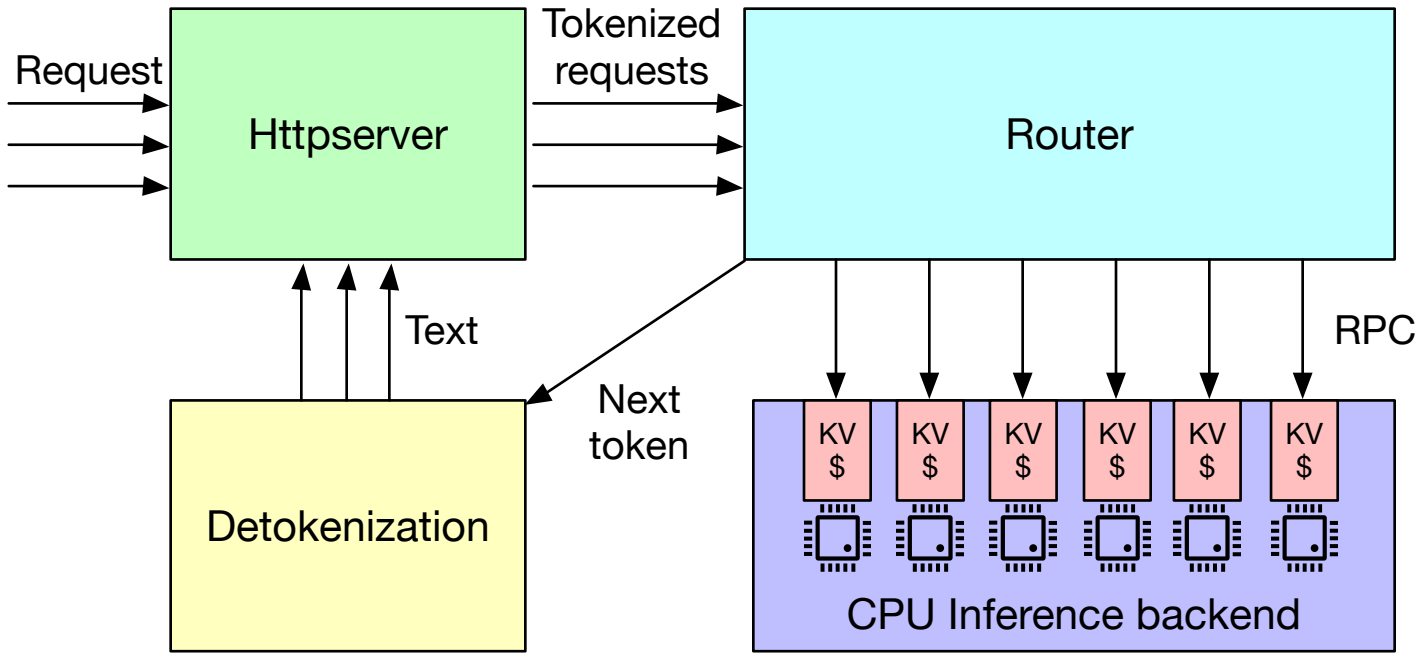 Request
Httpserver
Tokenized
requests
Router
Text
Next
token
RPC
Detokenization
KV
$
KV
$
KV
$
KV
$
KV
$
KV
$
CPU Inference backend